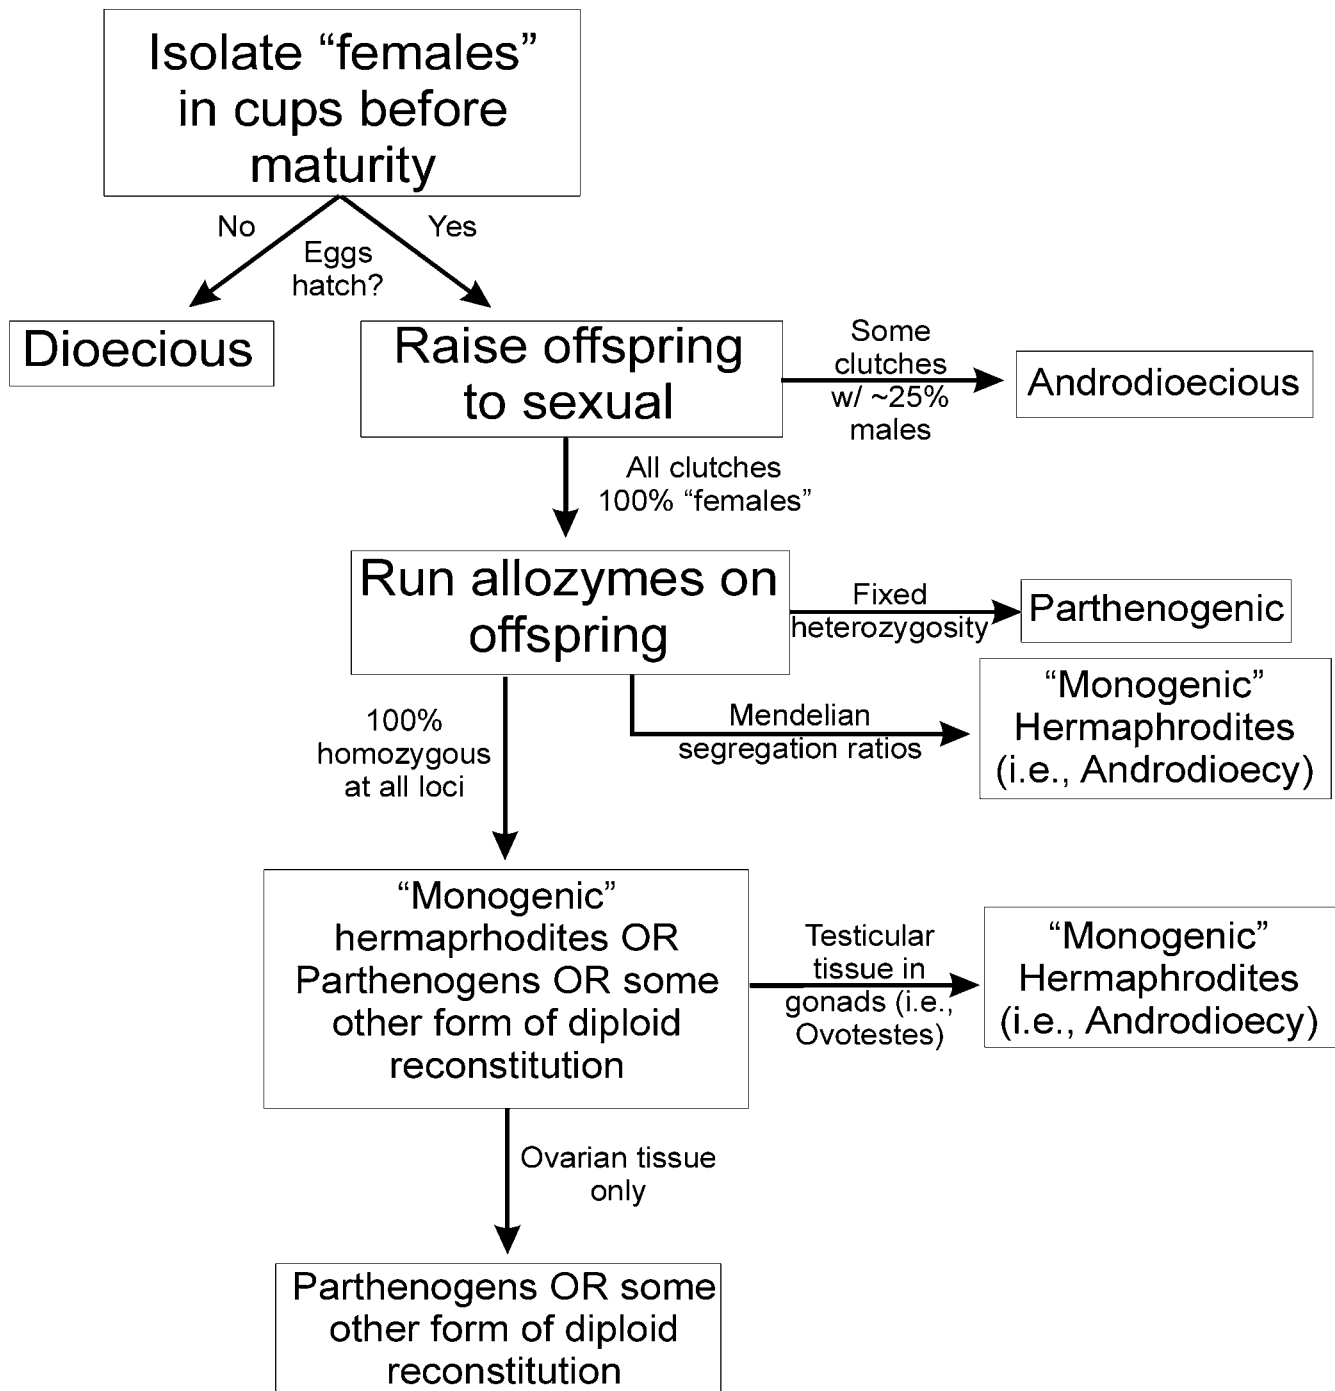 Isolate “females”
in cups before
maturity
No
Yes
Eggs
hatch?
Dioecious
Raise offspring
to sexual
Some
clutches
w/ ~25%
males
Androdioecious
All clutches
100% “females”
Run allozymes on
offspring
Fixed
heterozygosity
Parthenogenic
100%
homozygous
at all loci
Mendelian
segregation ratios
“Monogenic”
Hermaphrodites
(i.e., Androdioecy)
“Monogenic”
hermaprhodites OR
Parthenogens OR some
other form of diploid
reconstitution
Testicular
tissue in
gonads (i.e.,
Ovotestes)
“Monogenic”
Hermaphrodites
(i.e., Androdioecy)
Ovarian tissue
only
Parthenogens OR some
other form of diploid
reconstitution